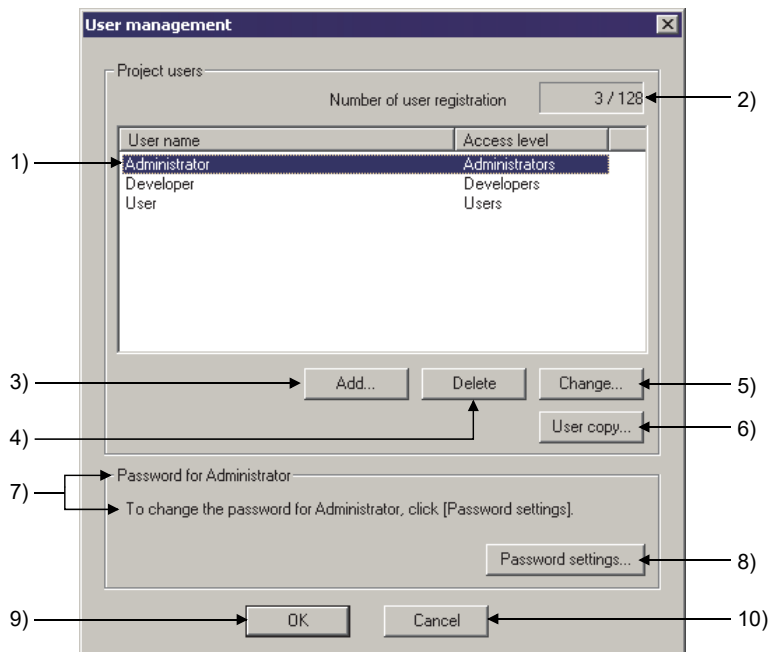 User management
Project users
Number of user registration 3 / 128
2)
User name Access level
1)
Administrator Administrators
Developer Developers
User Users
3)
Add... Delete Change...
5)
4)
User copy...
6)
Password for Administrator
7)
To change the password for Administrator, click [Password settings].
Password settings...
8)
9)
OK Cancel
10)